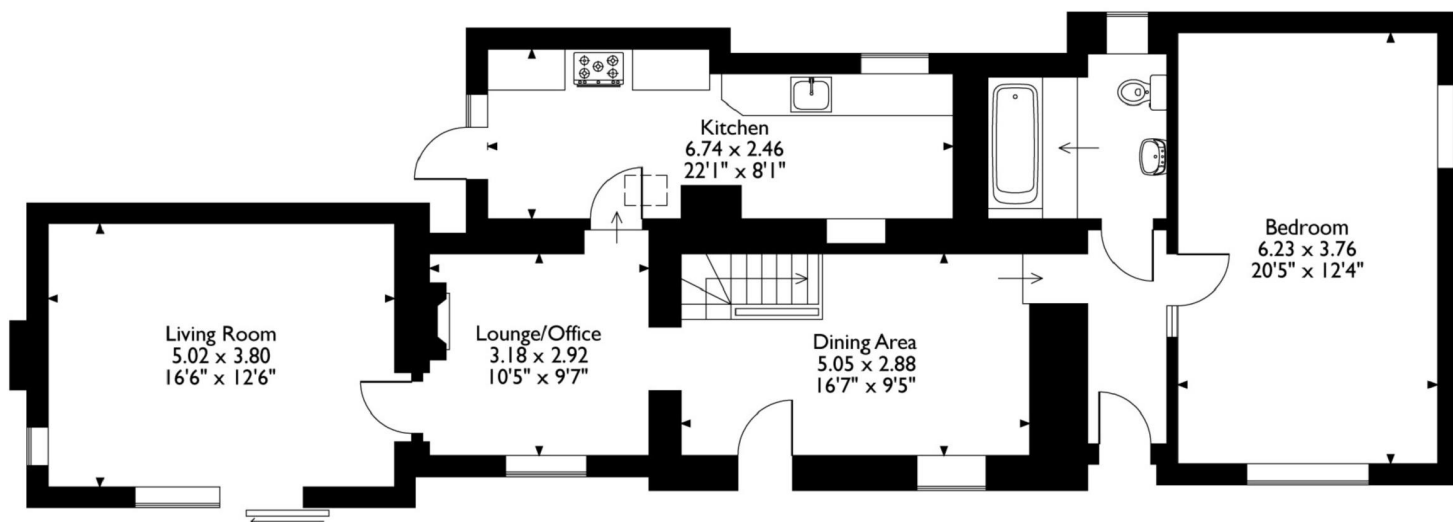 Kitchen
6.74 x 2.46
22'1" x 8'1"
Living Room
5.02 x 3.80
16'6" x 12'6"
Lounge/Office
3.18 x 2.92
10'5" x 9'7"
Dining Area
5.05 x 2.88
16'7" x 9'5"
Bedroom
6.23 x 3.76
20'5" x 12'4"